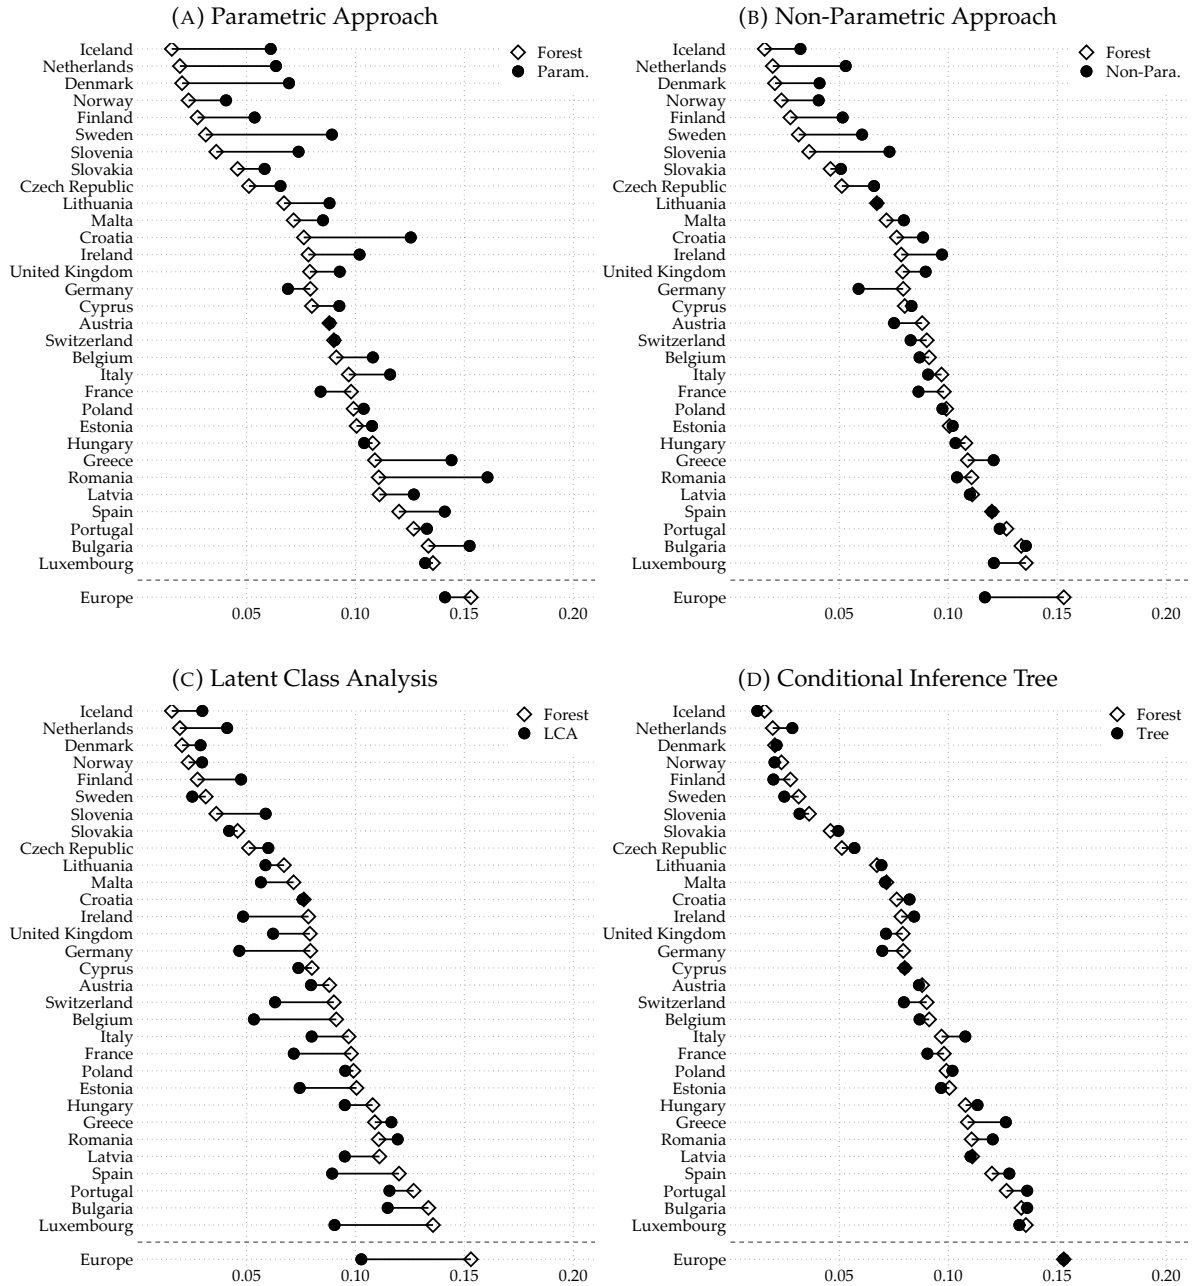 (A) Parametric Approach
Iceland
Netherlands
Denmark
Norway
Finland
Sweden
Slovenia
Slovakia
Czech Republic
Lithuania
Malta
Croatia
Ireland
United Kingdom
Germany
Cyprus
Austria
Switzerland
Belgium
Italy
France
Poland
Estonia
Hungary
Greece
Romania
Latvia
Spain
Portugal
Bulgaria
Luxembourg
Europe
Forest
Param.
0.05 0.10 0.15 0.20
(B) Non-Parametric Approach
Iceland
Netherlands
Denmark
Norway
Finland
Sweden
Slovenia
Slovakia
Czech Republic
Lithuania
Malta
Croatia
Ireland
United Kingdom
Germany
Cyprus
Austria
Switzerland
Belgium
Italy
France
Poland
Estonia
Hungary
Greece
Romania
Latvia
Spain
Portugal
Bulgaria
Luxembourg
Europe
Forest
Non-Para.
0.05 0.10 0.15 0.20
(C) Latent Class Analysis
Iceland
Netherlands
Denmark
Norway
Finland
Sweden
Slovenia
Slovakia
Czech Republic
Lithuania
Malta
Croatia
Ireland
United Kingdom
Germany
Cyprus
Austria
Switzerland
Belgium
Italy
France
Poland
Estonia
Hungary
Greece
Romania
Latvia
Spain
Portugal
Bulgaria
Luxembourg
Europe
Forest
LCA
0.05 0.10 0.15 0.20
(D) Conditional Inference Tree
Iceland
Netherlands
Denmark
Norway
Finland
Sweden
Slovenia
Slovakia
Czech Republic
Lithuania
Malta
Croatia
Ireland
United Kingdom
Germany
Cyprus
Austria
Switzerland
Belgium
Italy
France
Poland
Estonia
Hungary
Greece
Romania
Latvia
Spain
Portugal
Bulgaria
Luxembourg
Europe
Forest
Tree
0.05 0.10 0.15 0.20